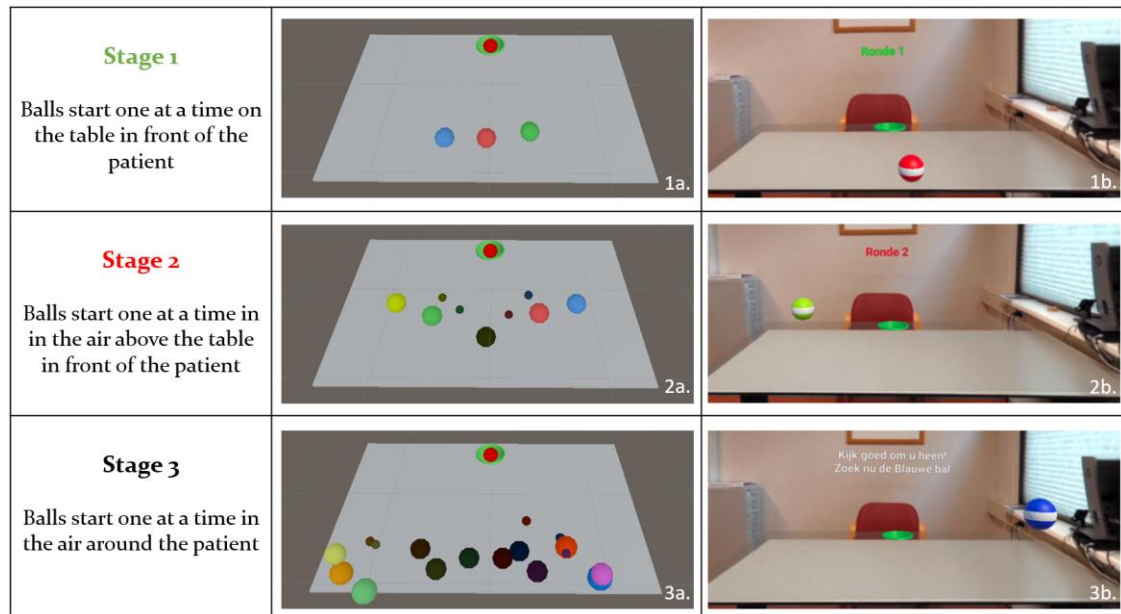 Stage 1
Balls start one at a time on
the table in front of the
patient
1a.
Ronde 1
1b.
Stage 2
Balls start one at a time in
in the air above the table
in front of the patient
2a.
Ronde 2
2b.
Stage 3
Balls start one at a time in
the air around the patient
3a.
Kijk goed om u heen!
Zoek nu de Blauwe bal
3b.